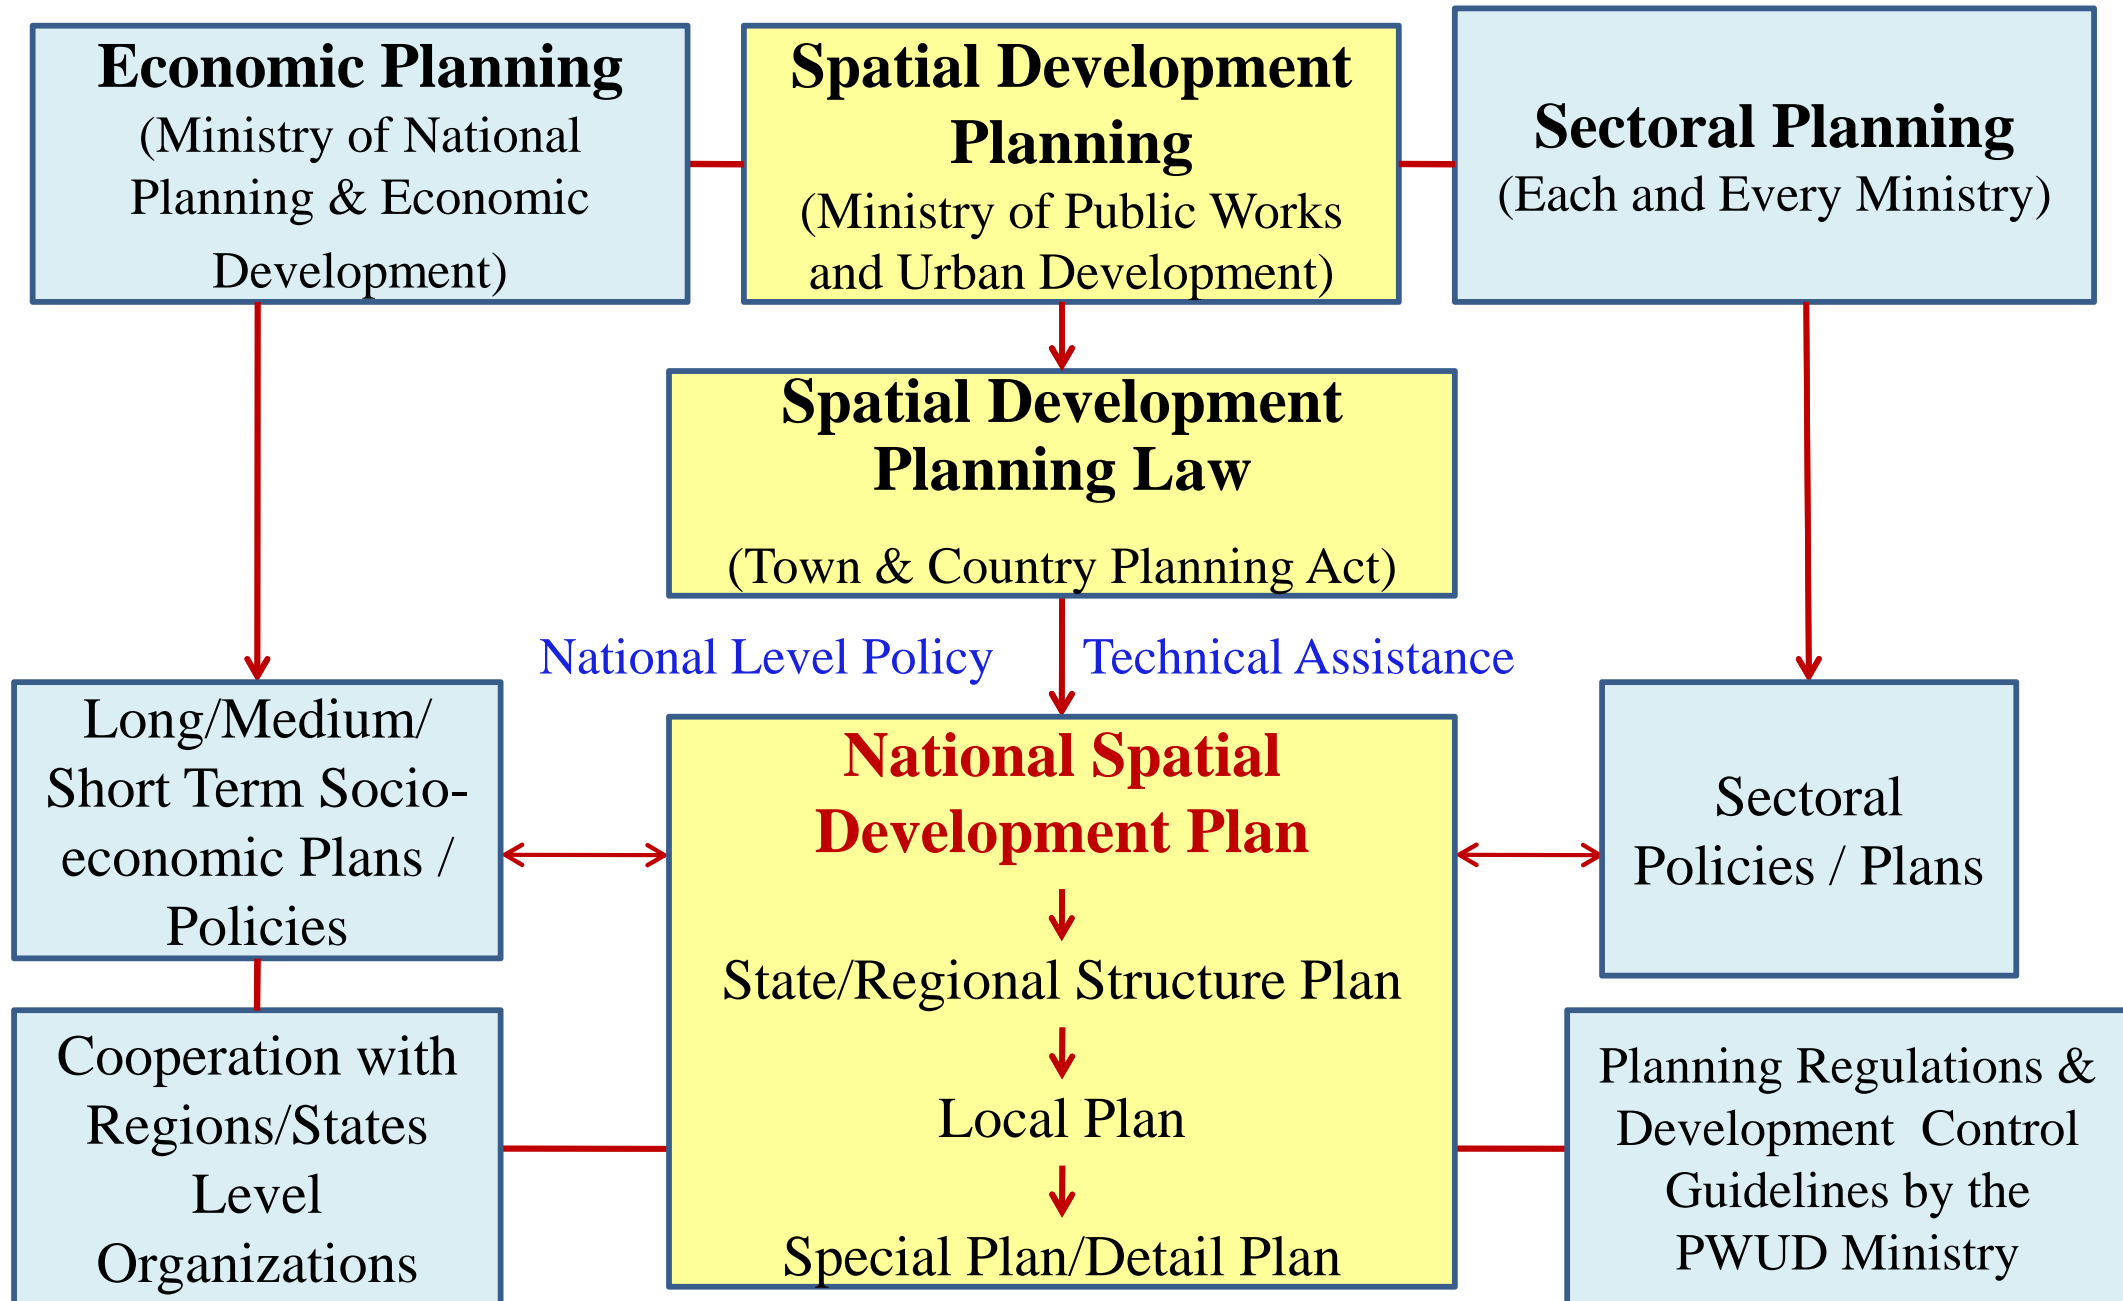 Economic Planning
(Ministry of National
Planning & Economic
Development)
Spatial Development
Planning
(Ministry of Public Works
and Urban Development)
Sectoral Planning
(Each and Every Ministry)
Spatial Development
Planning Law
(Town & Country Planning Act)
National Level Policy
Technical Assistance
Long/Medium/
Short Term Socio-
economic Plans /
Policies
National Spatial
Development Plan
State/Regional Structure Plan
Local Plan
Special Plan/Detail Plan
Sectoral
Policies / Plans
Cooperation with
Regions/States
Level
Organizations
Planning Regulations &
Development Control
Guidelines by the
PWUD Ministry